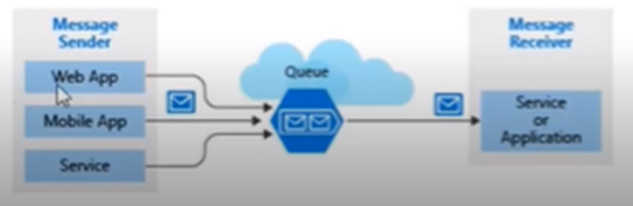 Message
Sender
Web App
Mobile App
Service
Queue
Message
Receiver
Service
or
Application